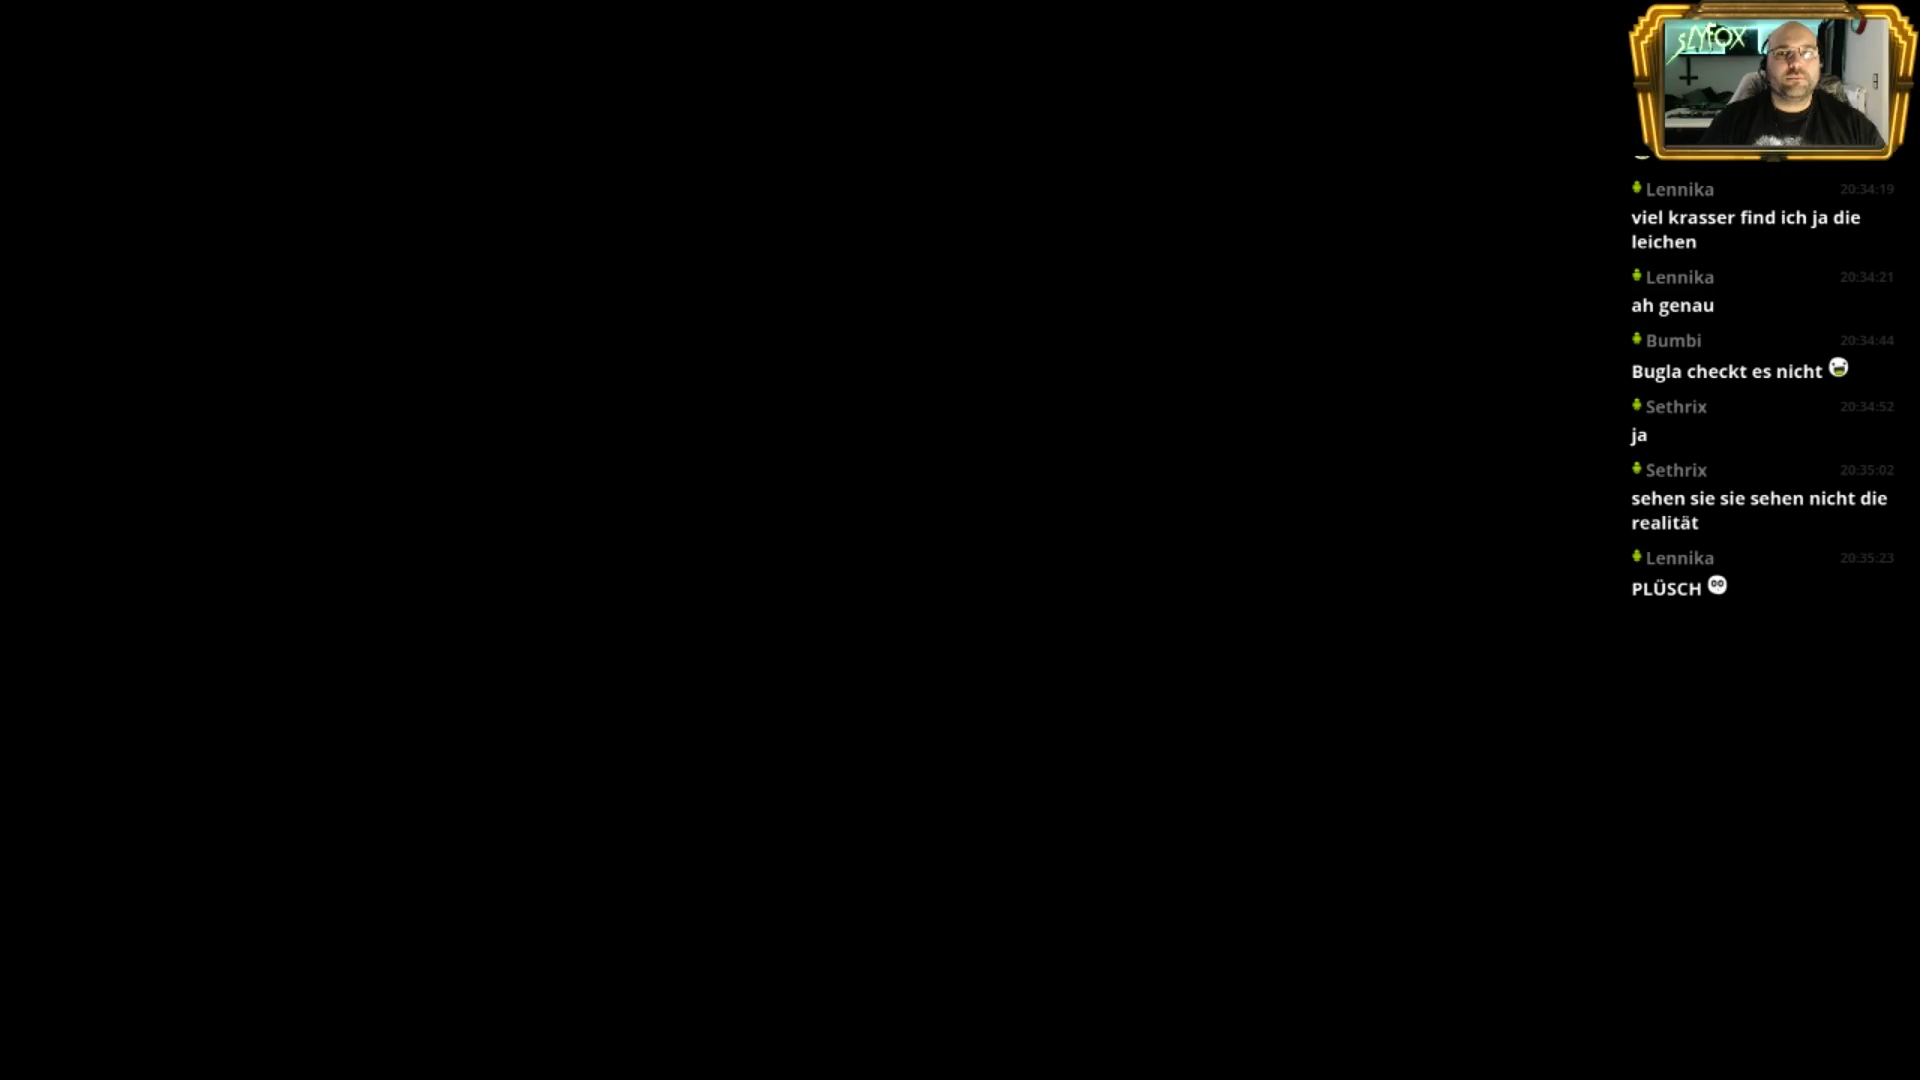 SLYFOX
Lennika 20:34:19
viel krasser find ich ja die
leichen
Lennika 20:34:21
ah genau
Bumbi 20:34:44
Bugla checkt es nicht
Sethrix 20:34:52
ja
Sethrix 20:35:02
sehen sie sie sehen nicht die
realität
Lennika 20:35:23
PLÜSCH